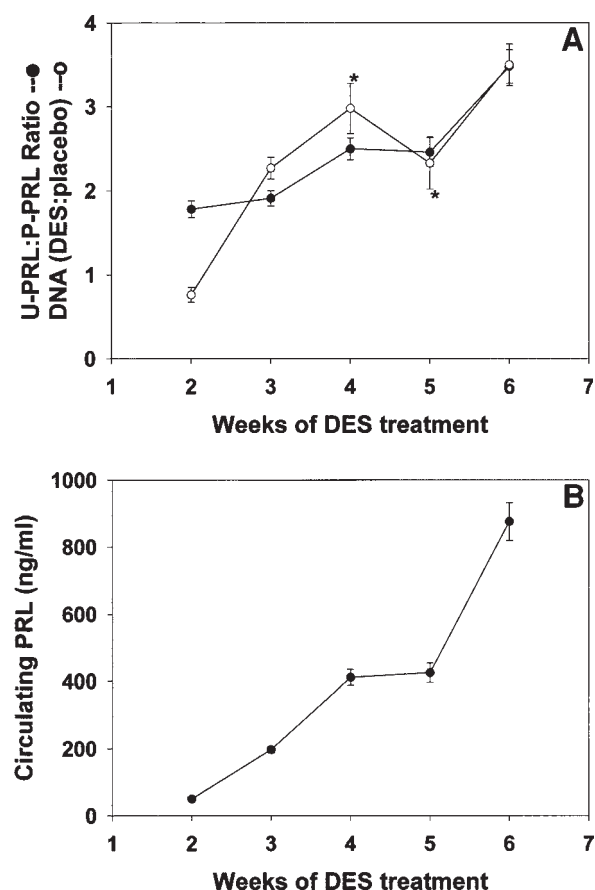 A
U-PRL:P-PRL Ratio --●
DNA (DES:placebo) --o
4
3
2
1
0
*
*
1 2 3 4 5 6 7
Weeks of DES treatment
B
Circulating PRL (ng/ml)
1000
800
600
400
200
0
1 2 3 4 5 6 7
Weeks of DES treatment